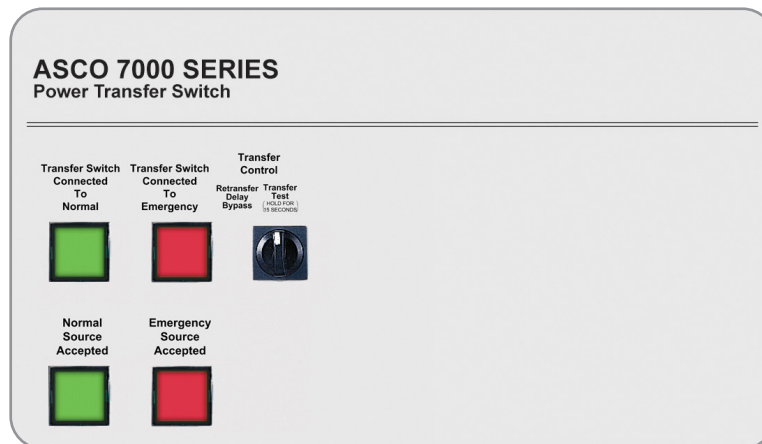 ASCO 7000 SERIES
Power Transfer Switch
Transfer Switch
Connected
To
Normal
Transfer Switch
Connected
To
Emergency
Transfer
Control
Retransfer
Delay
Bypass
Transfer
Test
(HOLD FOR
15 SECONDS)
Normal
Source
Accepted
Emergency
Source
Accepted